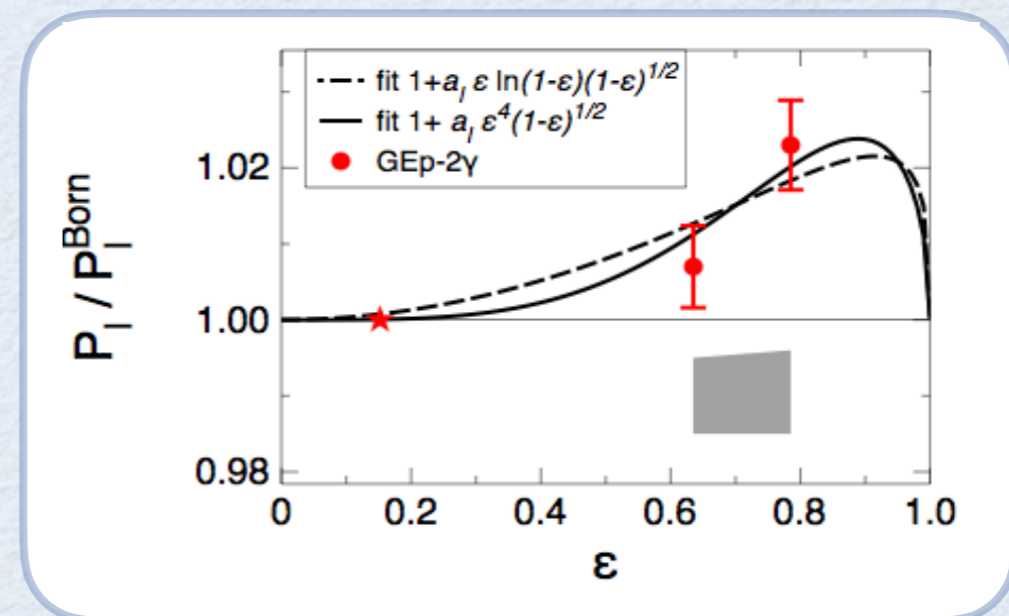 fit 1+a_l ε ln(1-ε)(1-ε)^{1/2}
fit 1+ a_l ε^4(1-ε)^{1/2}
GEp-2γ
P_l / P_l^{Born}
1.02
1.00
0.98
0 0.2 0.4 0.6 0.8 1.0
ε